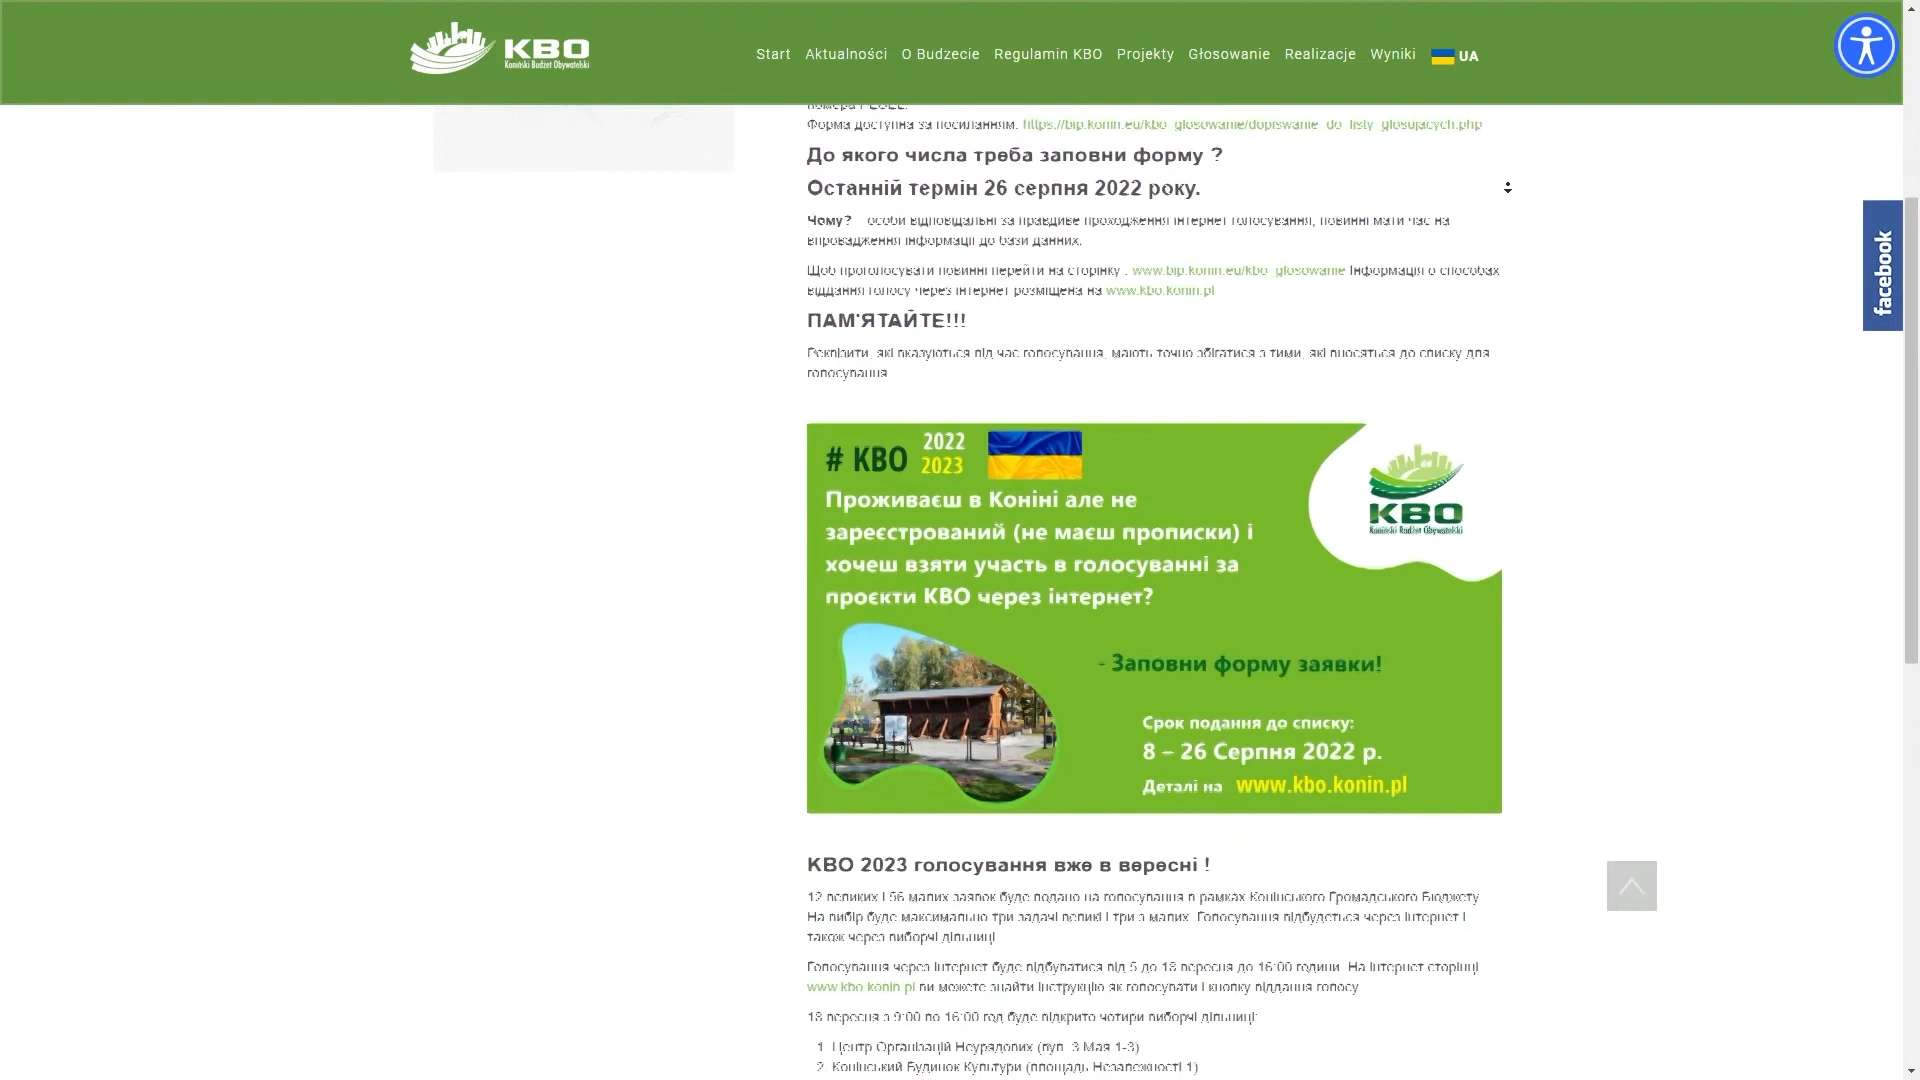 KBO
Koniński Budżet Obywatelski
Start Aktualności O Budzecie Regulamin KBO Projekty Głosowanie Realizacje Wyniki UA
Форма доступна за посиланням: https://bip.konin.eu/kbo_glosowanie/dopisywanie_do_listy_glosujacych.php
До якого числа треба заповни форму ?
Останній термін 26 серпня 2022 року.
Чому? особи відповідальні за правдиве проходження інтернет голосування, повинні мати час на
впровадження інформації до бази данних.
Щоб проголосувати повинні перейти на сторінку : www.bip.konin.eu/kbo_glosowanie Інформація о способах
віддання голосу через інтернет розміщена на www.kbo.konin.pl
facebook
ПАМ'ЯТАЙТЕ!!!
Реквізити, які вказуються під час голосування, мають точно збігатися з тими, які вносяться до списку для
голосування
# KBO 2022
2023
Проживаєш в Коніні але не
зареєстрований (не маєш прописки) і
хочеш взяти участь в голосуванні за
проєкти KBO через інтернет?
KBO
Koniński Budżet Obywatelski
- Заповни форму заявки!
Срок подання до списку:
8 – 26 Серпня 2022 р.
Деталі на www.kbo.konin.pl
KBO 2023 голосування вже в вересні !
12 великих і 56 малих заявок буде подано на голосування в рамках Конінського Громадського Бюджету
На вибір буде максимально три задачі великі і три з малих. Голосування відбудеться через інтернет і
також через виборчі дільниці
Голосування через інтернет буде відбуватися від 5 до 13 вересня до 16:00 години. На інтернет сторінці
www.kbo.konin.pl ви можете знайти інструкцію як голосувати і кнопку віддання голосу
13 вересня з 9:00 по 16:00 год буде відкрито чотири виборчі дільниці:
1. Центр Організацій Неурядових (вул. 3 Мая 1-3)
2. Конінський Будинок Культури (площадь Незалежності 1)